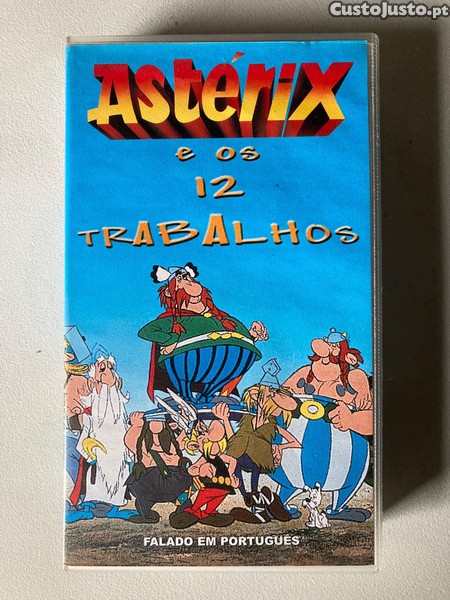 CustoJusto.pt
Astérix
e os
12
TRABALHOS
FALADO EM PORTUGUÊS